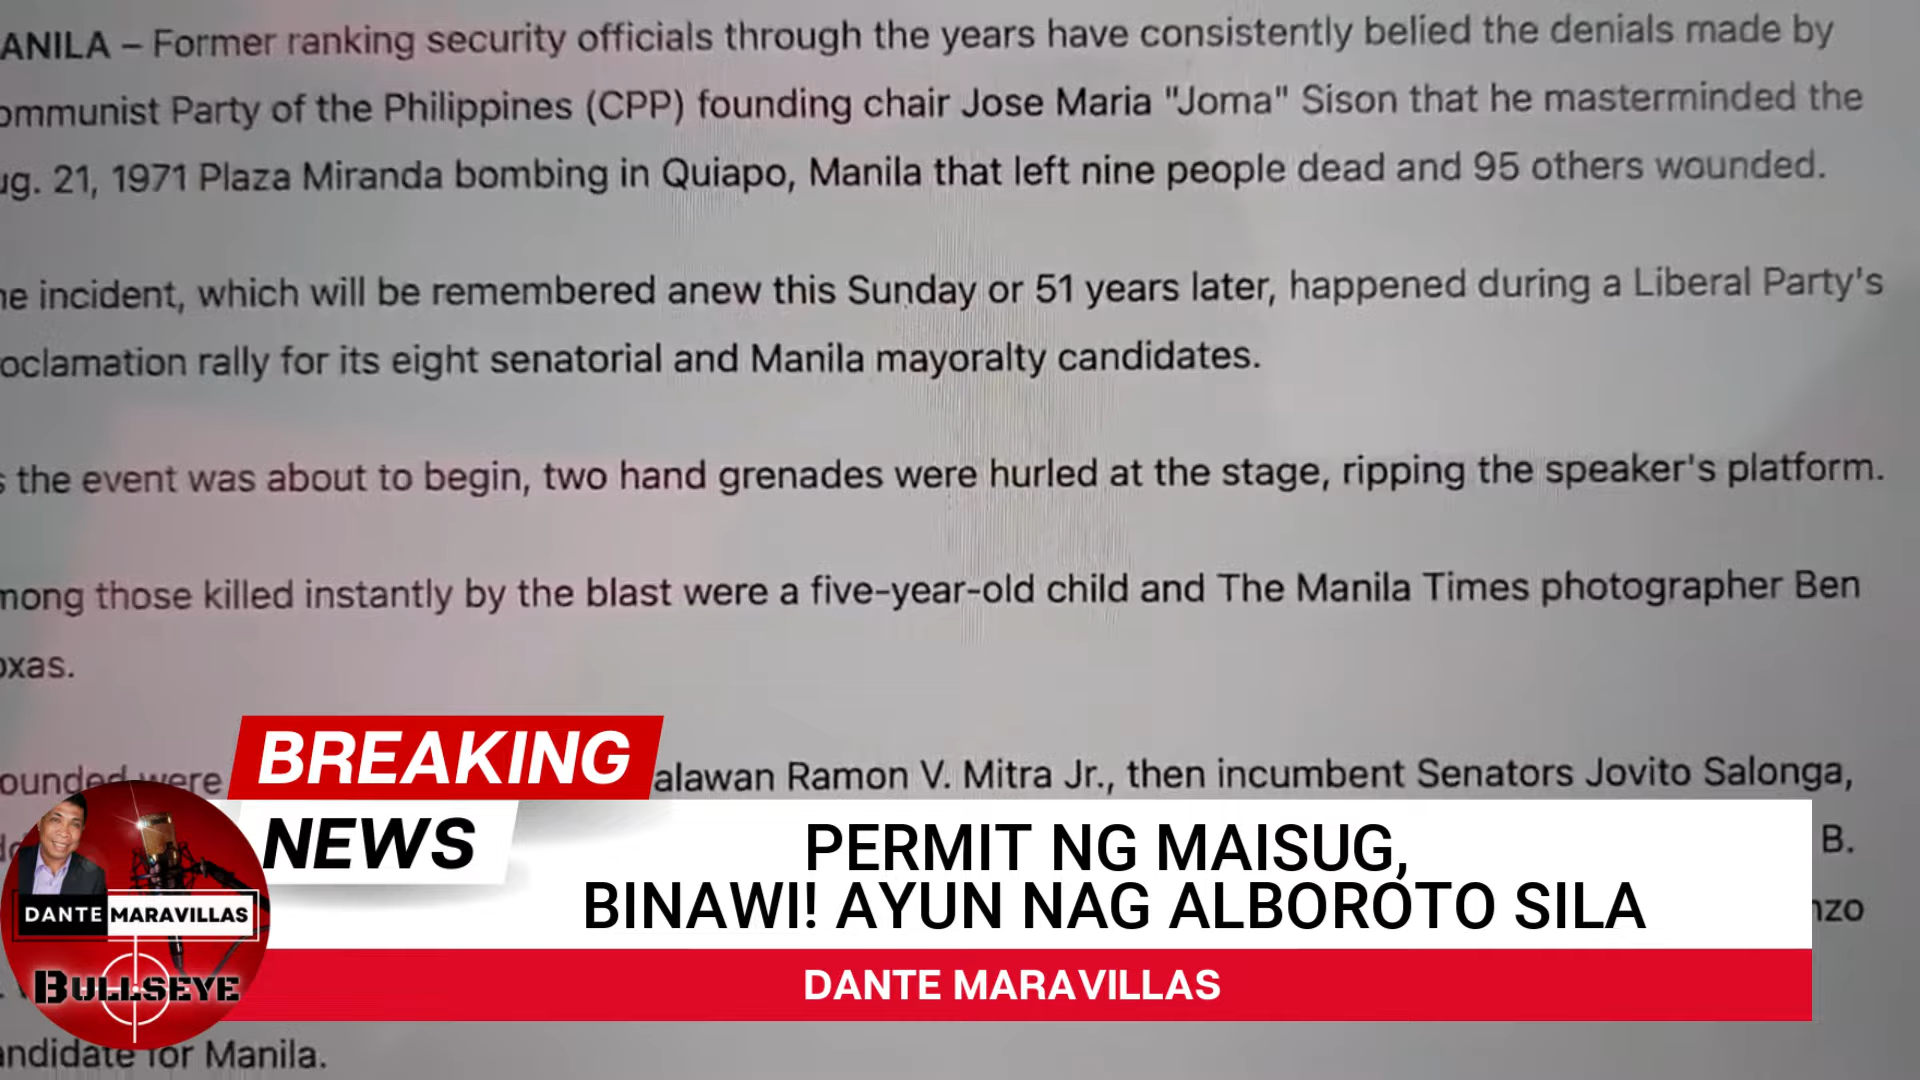 ANILA – Former ranking security officials through the years have consistently belied the denials made by
ommunist Party of the Philippines (CPP) founding chair Jose Maria "Joma" Sison that he masterminded the
ug. 21, 1971 Plaza Miranda bombing in Quiapo, Manila that left nine people dead and 95 others wounded.
he incident, which will be remembered anew this Sunday or 51 years later, happened during a Liberal Party's
oclamation rally for its eight senatorial and Manila mayoralty candidates.
s the event was about to begin, two hand grenades were hurled at the stage, ripping the speaker's platform.
mong those killed instantly by the blast were a five-year-old child and The Manila Times photographer Ben
oxas.
ounded were alawan Ramon V. Mitra Jr., then incumbent Senators Jovito Salonga,
B.
nzo
andidate for Manila.
BREAKING
NEWS
PERMIT NG MAISUG,
BINAWI! AYUN NAG ALBOROTO SILA
DANTE MARAVILLAS
DANTE MARAVILLAS
BULLSEYE